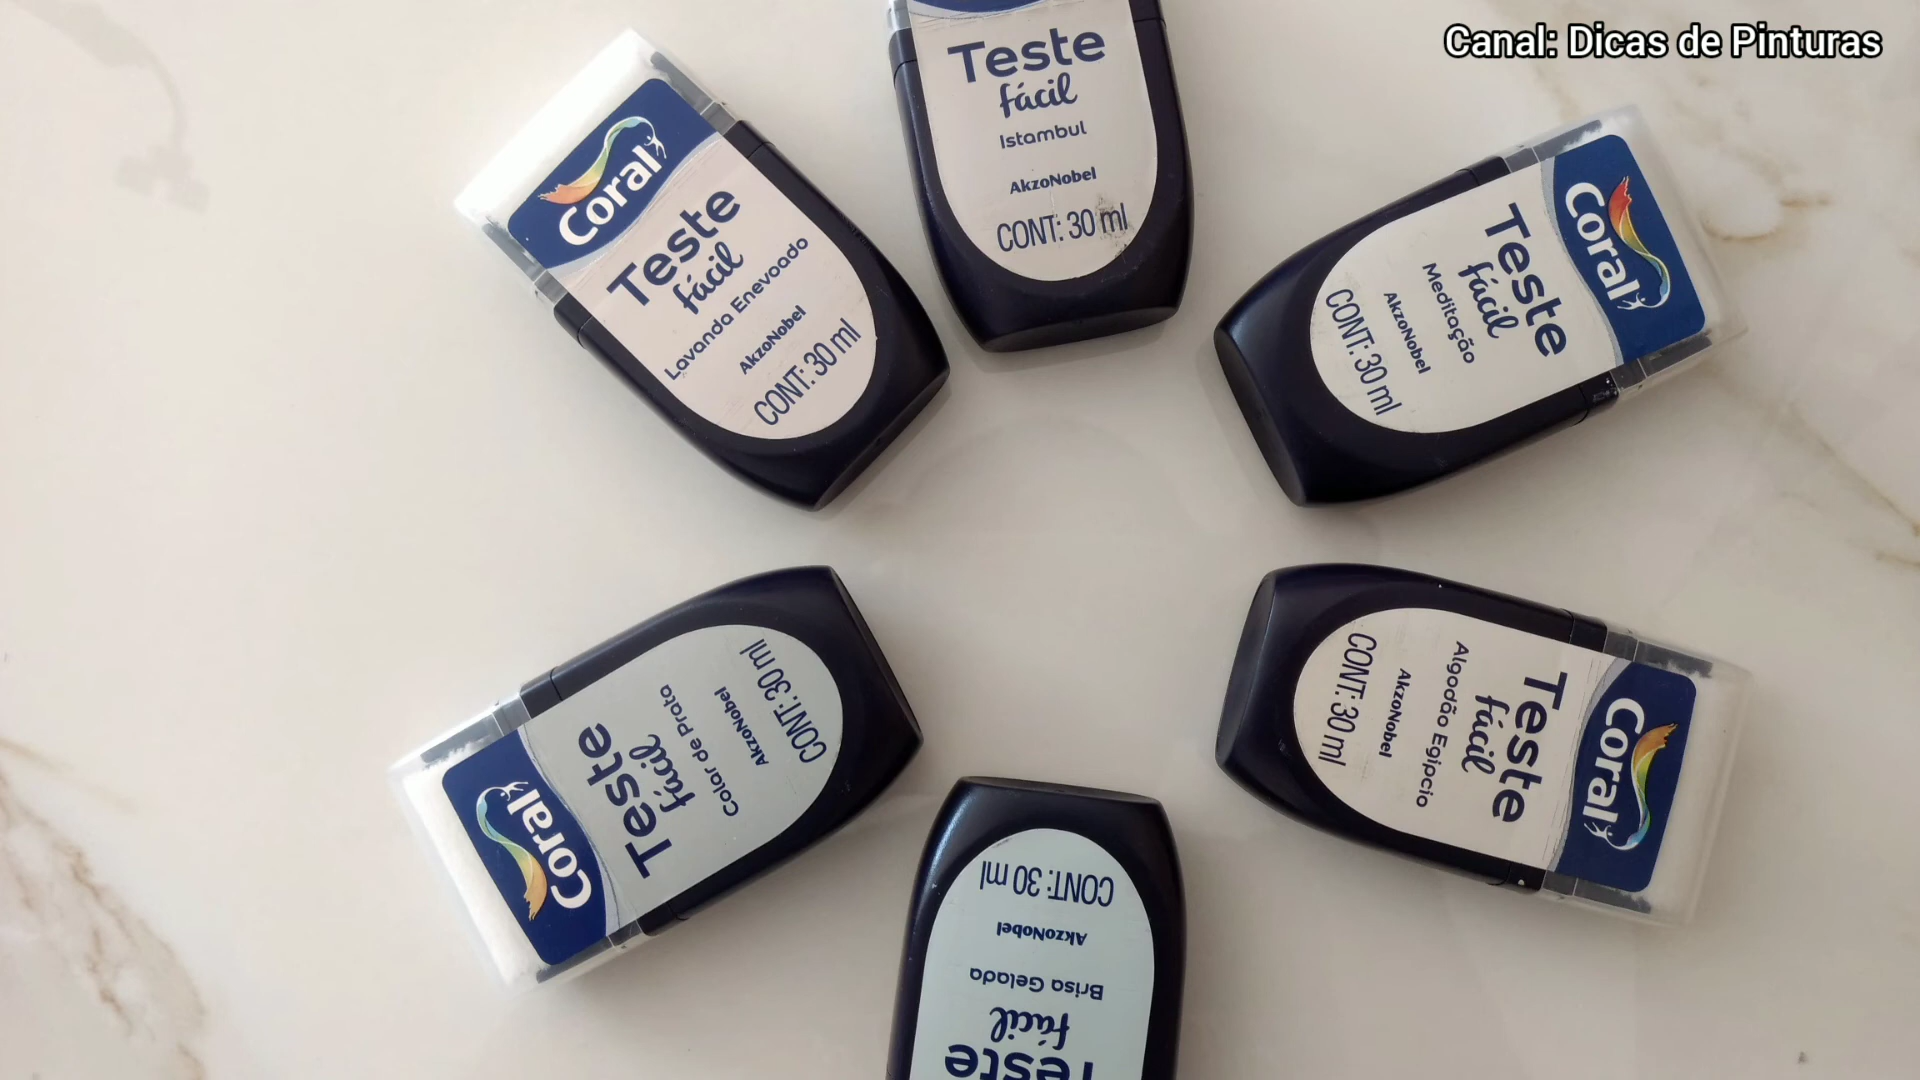 Canal: Dicas de Pinturas
Coral
Teste
fácil
Lavanda Enevoado
AkzoNobel
CONT: 30 ml
Teste
fácil
Istambul
AkzoNobel
CONT: 30 ml
Coral
Teste
fácil
Meditação
AkzoNobel
CONT: 30 ml
Coral
Teste
fácil
Colar de Prata
AkzoNobel
CONT: 30 ml
Teste
fácil
Brisa Gelada
AkzoNobel
CONT: 30 ml
Coral
Teste
fácil
Algodão Egípcio
AkzoNobel
CONT: 30 ml